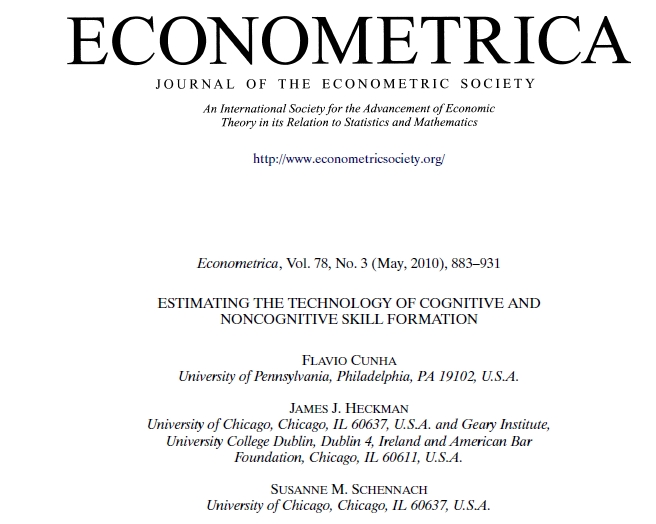 ECONOMETRICA
JOURNAL OF THE ECONOMETRIC SOCIETY
An International Society for the Advancement of Economic
Theory in its Relation to Statistics and Mathematics
http://www.econometricsociety.org/
Econometrica, Vol. 78, No. 3 (May, 2010), 883–931
ESTIMATING THE TECHNOLOGY OF COGNITIVE AND
NONCOGNITIVE SKILL FORMATION
FLAVIO CUNHA
University of Pennsylvania, Philadelphia, PA 19102, U.S.A.
JAMES J. HECKMAN
University of Chicago, Chicago, IL 60637, U.S.A. and Geary Institute,
University College Dublin, Dublin 4, Ireland and American Bar
Foundation, Chicago, IL 60611, U.S.A.
SUSANNE M. SCHENNACH
University of Chicago, Chicago, IL 60637, U.S.A.